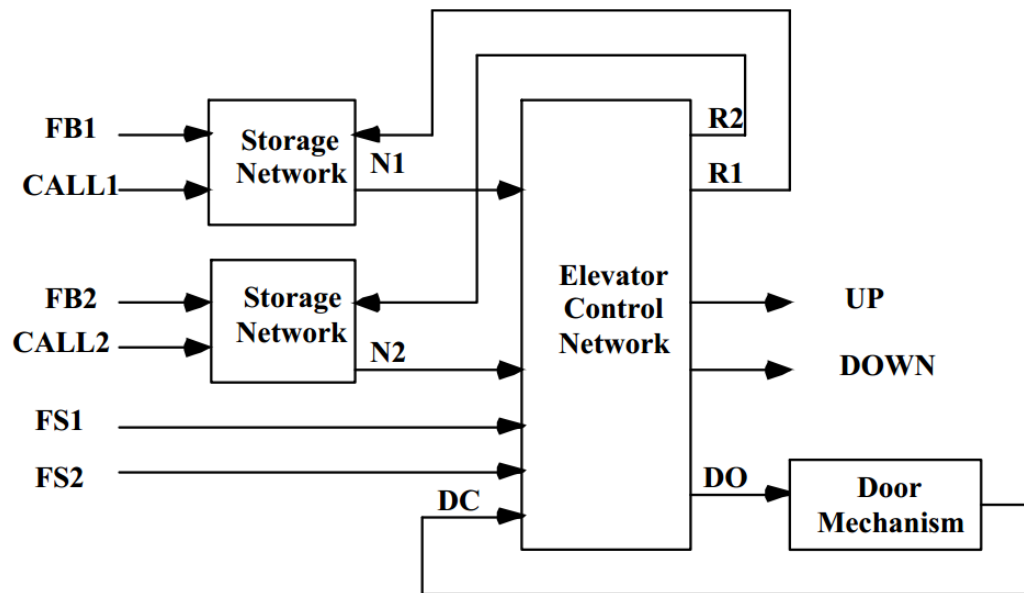 FB1
CALL1
Storage
Network
N1
R2
R1
FB2
CALL2
Storage
Network
N2
Elevator
Control
Network
UP
DOWN
FS1
FS2
DC
DO
Door
Mechanism